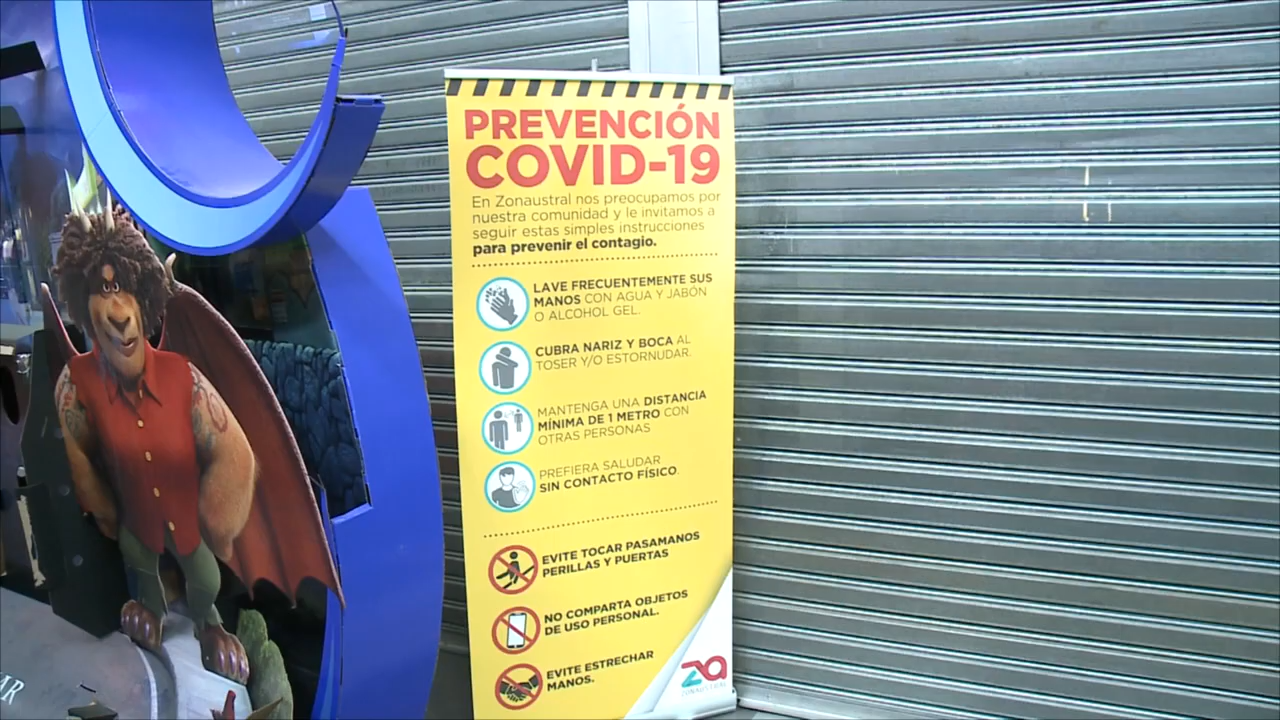 PREVENCIÓN
COVID-19
En Zonaustral nos preocupamos por
nuestra comunidad y le invitamos a
seguir estas simples instrucciones
para prevenir el contagio.
LAVE FRECUENTEMENTE SUS
MANOS CON AGUA Y JABÓN
O ALCOHOL GEL.
CUBRA NARIZ Y BOCA AL
TOSER Y/O ESTORNUDAR.
MANTENGA UNA DISTANCIA
MÍNIMA DE 1 METRO CON
OTRAS PERSONAS
PREFIERA SALUDAR
SIN CONTACTO FÍSICO.
EVITE TOCAR PASAMANOS
PERILLAS Y PUERTAS
NO COMPARTA OBJETOS
DE USO PERSONAL.
EVITE ESTRECHAR
MANOS.
za
ZONAUSTRAL